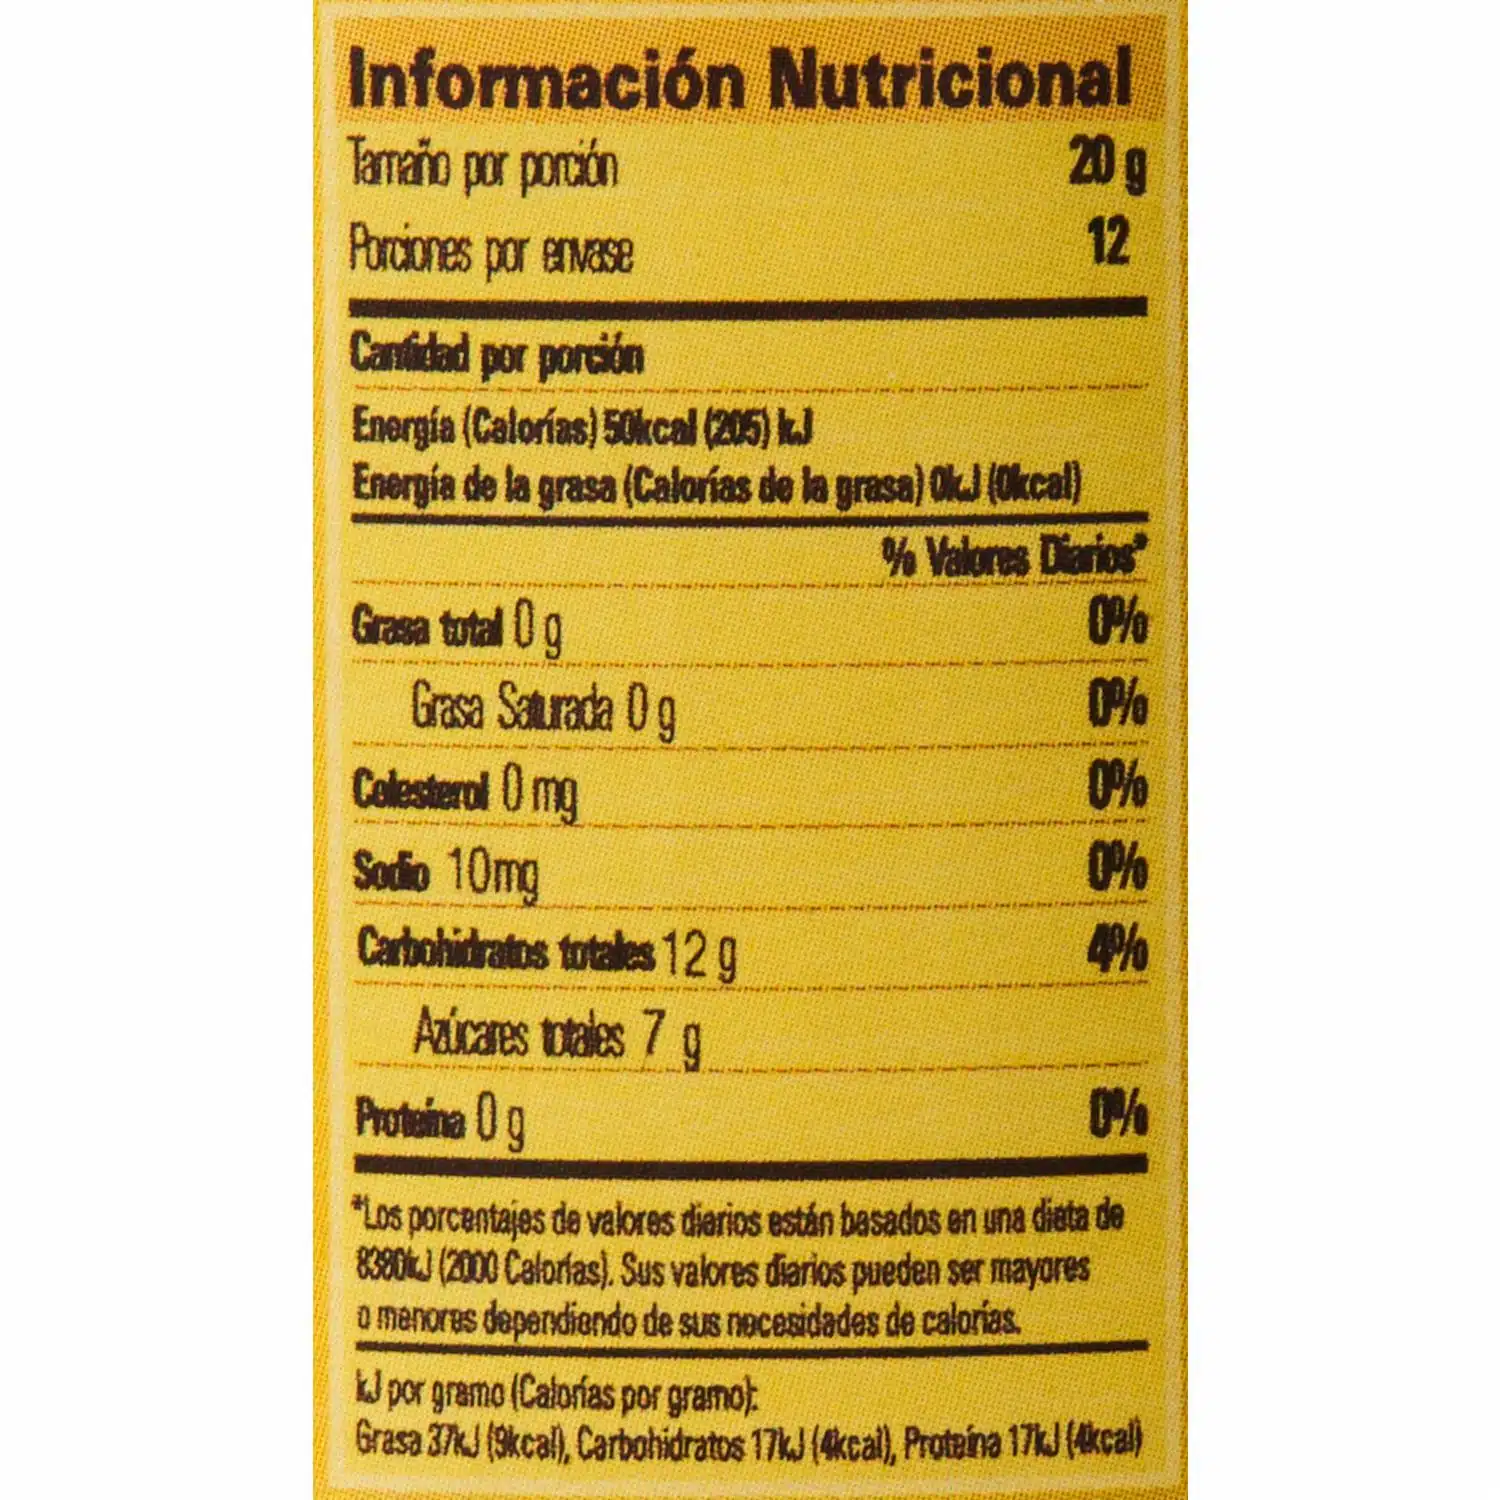 Información Nutricional
Tamaño por porción 20 g
Porciones por envase 12
Cantidad por porción
Energía (Calorías) 50kcal (205) kJ
Energía de la grasa (Calorías de la grasa) 0kJ (0kcal)
% Valores Diarios*
Grasa total 0 g 0%
Grasa Saturada 0 g 0%
Colesterol 0 mg 0%
Sodio 10mg 0%
Carbohidratos totales 12 g 4%
Azúcares totales 7 g
Proteína 0 g 0%
*Los porcentajes de valores diarios están basados en una dieta de
8380kJ (2000 Calorías). Sus valores diarios pueden ser mayores
o menores dependiendo de sus necesidades de calorías.
kJ por gramo (Calorías por gramo):
Grasa 37kJ (9kcal), Carbohidratos 17kJ (4kcal), Proteína 17kJ (4kcal)